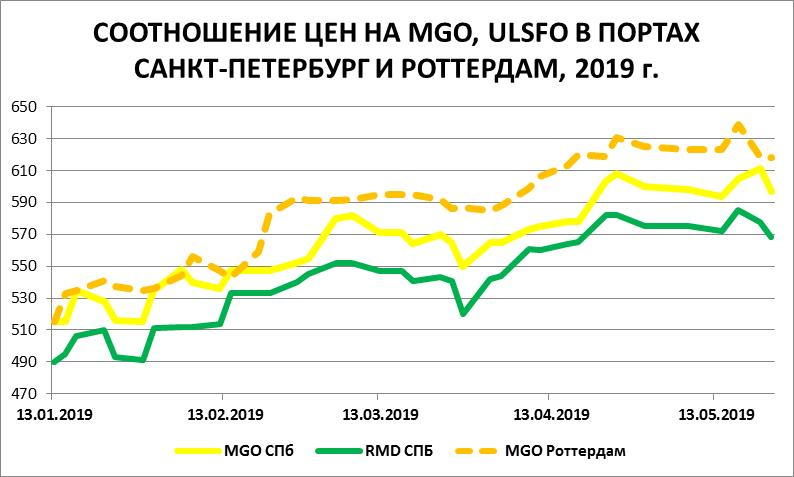 СООТНОШЕНИЕ ЦЕН НА MGO, ULSFO В ПОРТАХ
САНКТ-ПЕТЕРБУРГ И РОТТЕРДАМ, 2019 г.
650
630
610
590
570
550
530
510
490
470
13.01.2019 13.02.2019 13.03.2019 13.04.2019 13.05.2019
MGO СПб RMD СПБ MGO Роттердам